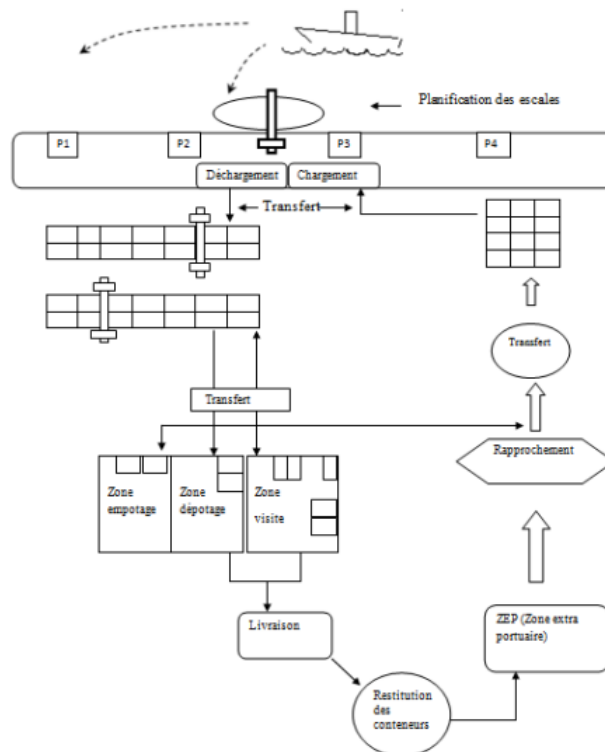 Planification des escales
P1
P2
P3
P4
Déchargement
Chargement
Transfert
Transfert
Transfert
Rapprochement
Zone
empotage
Zone
dépotage
Zone
visite
Livraison
ZEP (Zone extra
portuaire)
Restitution
des
conteneurs